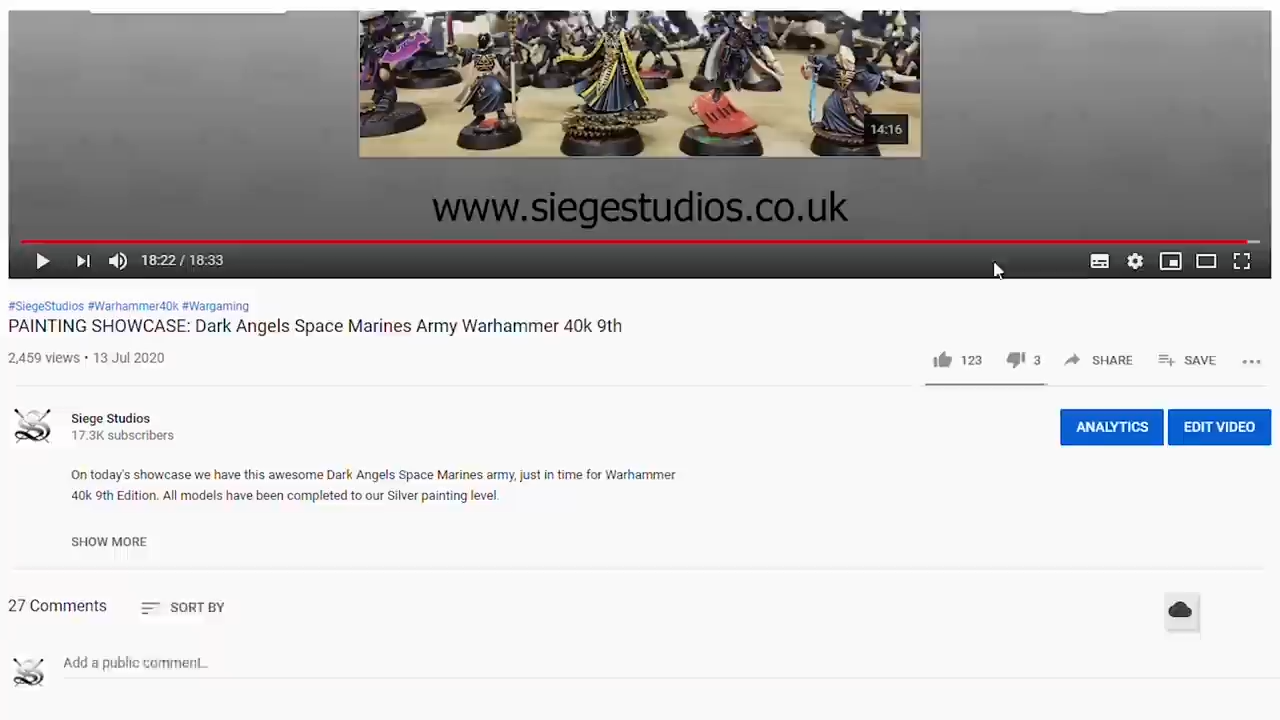 14:16
www.siegestudios.co.uk
18:22 / 18:33
#SiegeStudios #Warhammer40k #Wargaming
PAINTING SHOWCASE: Dark Angels Space Marines Army Warhammer 40k 9th
2,459 views • 13 Jul 2020
123 3 SHARE SAVE
Siege Studios
17.3K subscribers
ANALYTICS EDIT VIDEO
On today's showcase we have this awesome Dark Angels Space Marines army, just in time for Warhammer
40k 9th Edition. All models have been completed to our Silver painting level.
SHOW MORE
27 Comments SORT BY
Add a public comment...